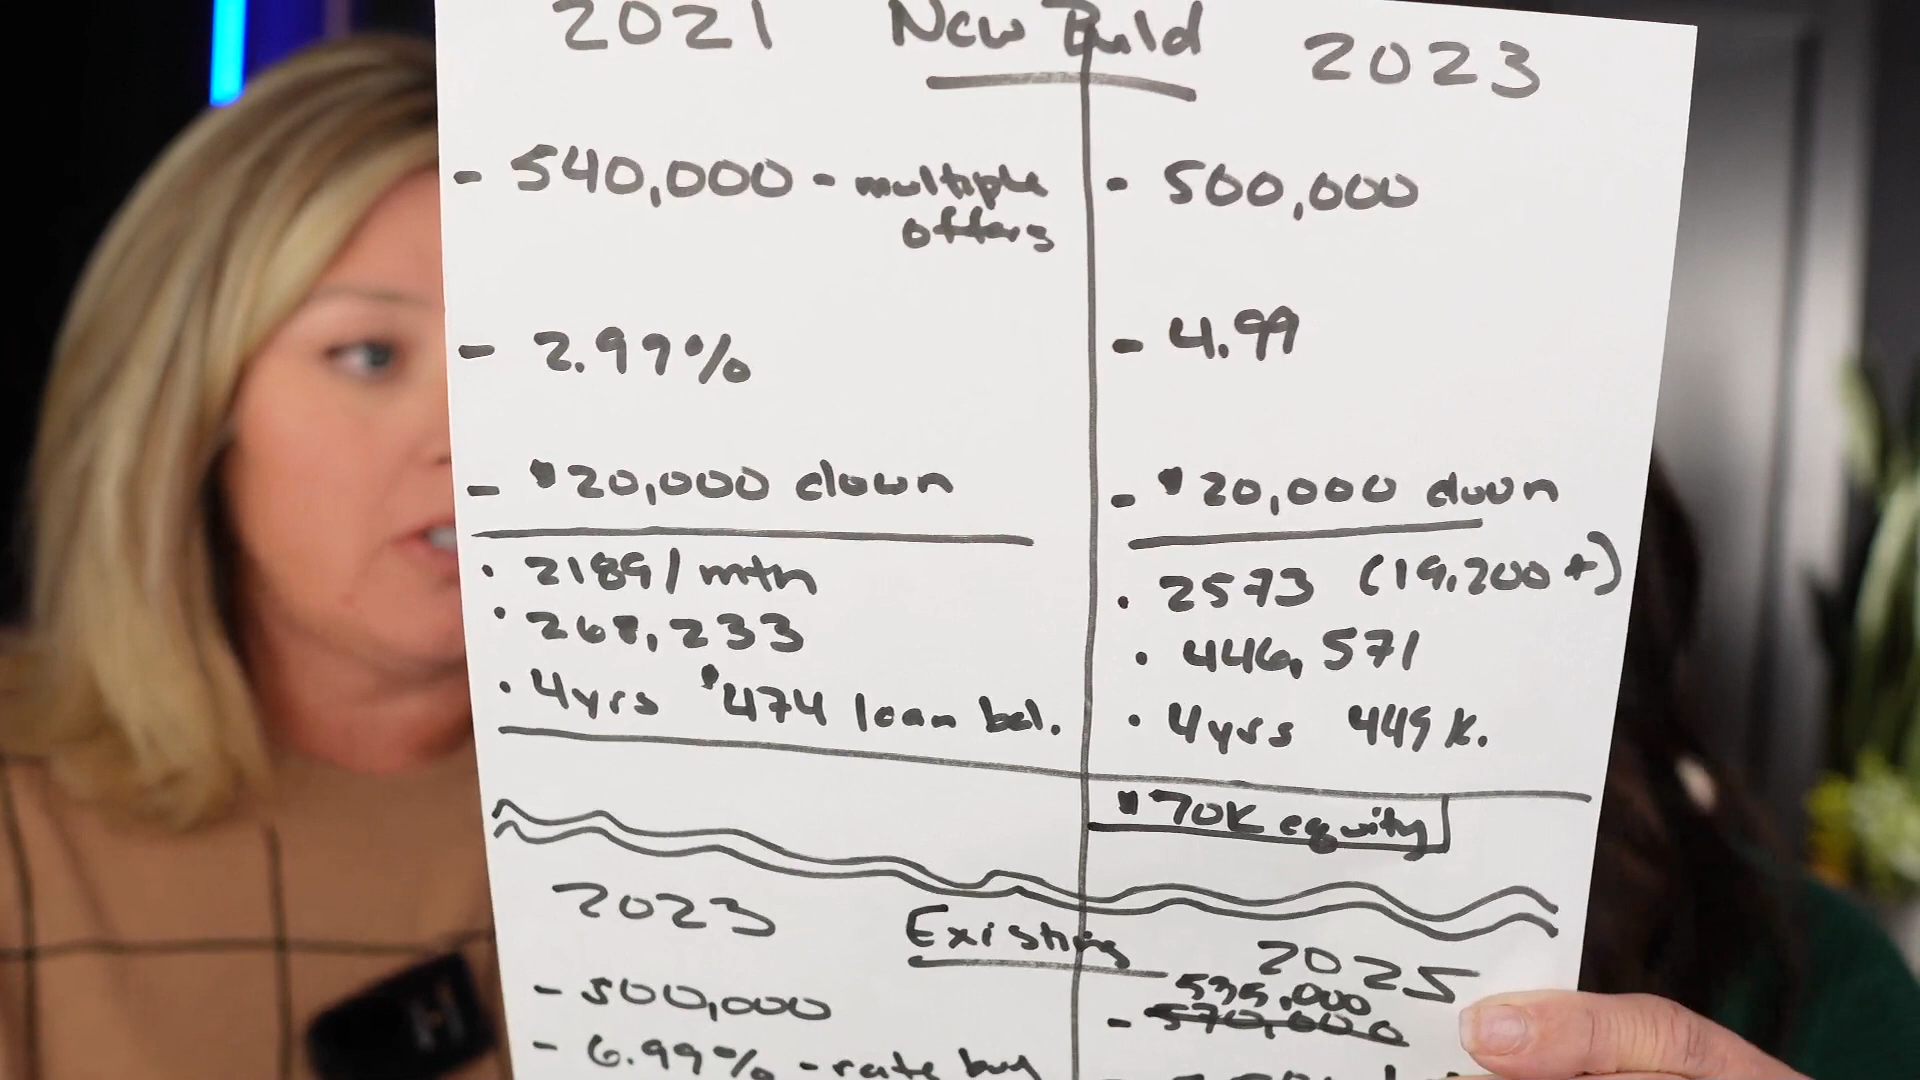 2021 New Build 2023
- 540,000 - multiple offers
- 500,000
- 2.99%
- 4.99
- $20,000 down
- $20,000 down
• 2189/mth
• 2573 (19,200+)
• 268,233
• 446,571
• 4yrs $474 loan bal.
• 4yrs 449K.
$70K equity
2023 Existing 2025
- 500,000
535,000
- 570,000
- 6.99% - rate buy